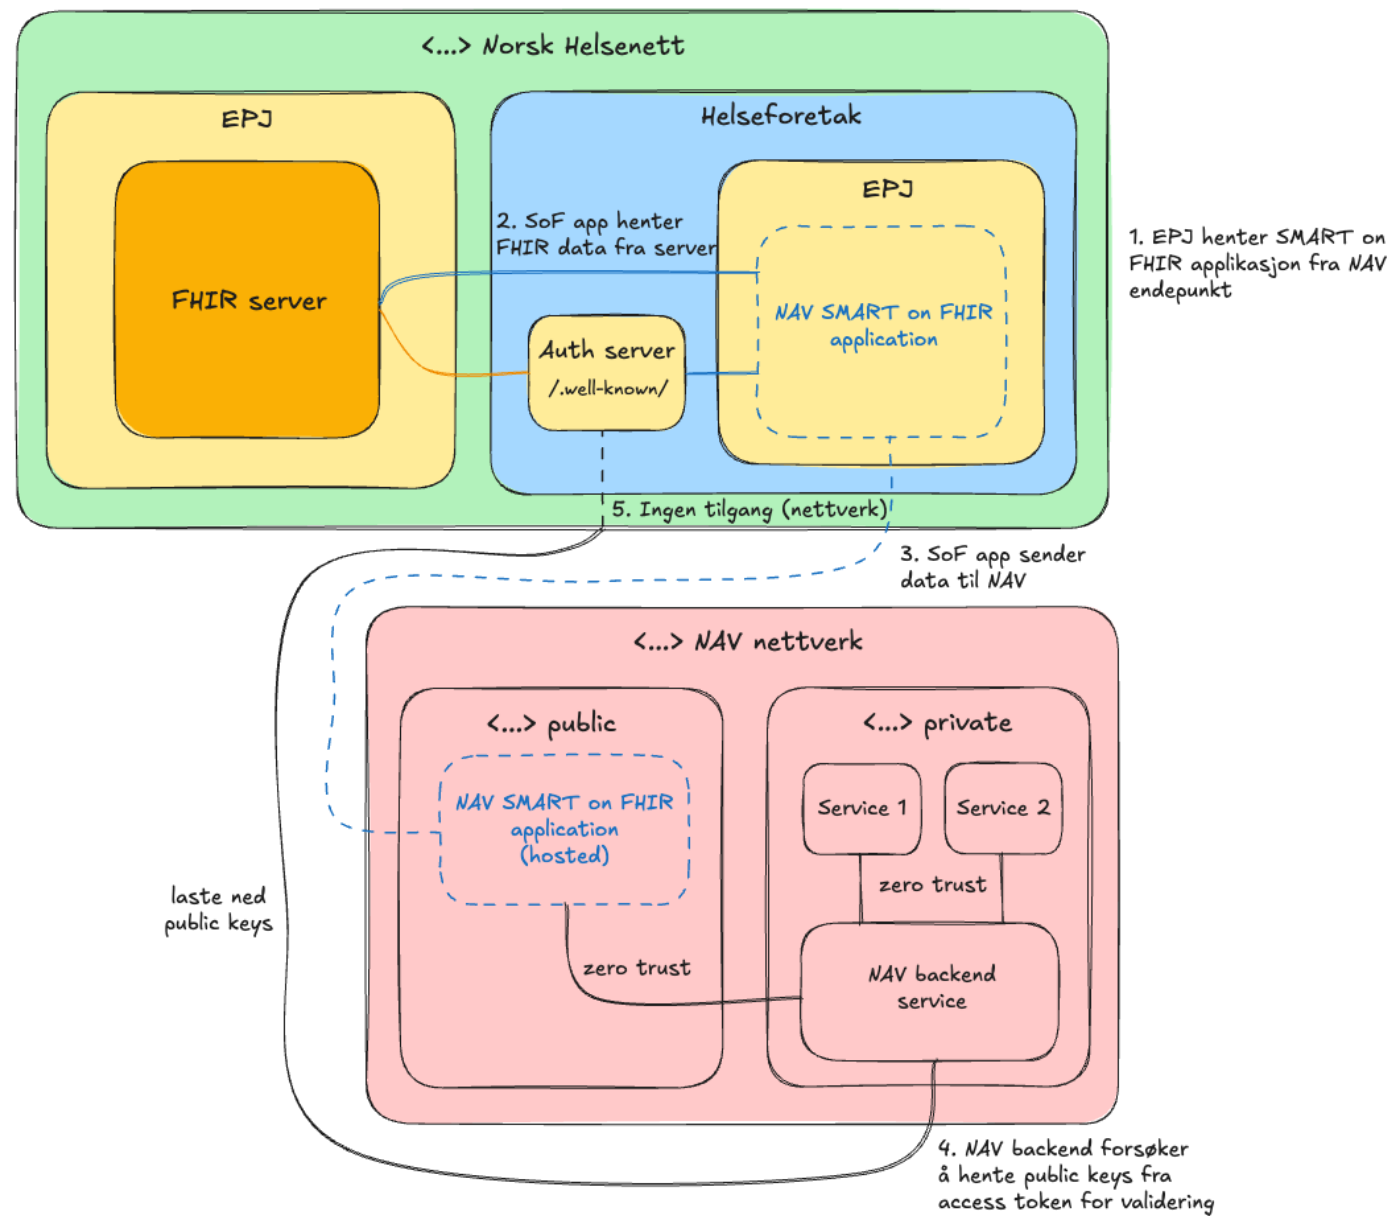 <...> Norsk Helsenett
EPJ
FHIR server
Helseforetak
2. SoF app henter
FHIR data fra server
Auth server
/.well-known/
EPJ
NAV SMART on FHIR
application
1. EPJ henter SMART on
FHIR applikasjon fra NAV
endepunkt
5. Ingen tilgang (nettverk)
3. SoF app sender
data til NAV
<...> NAV nettverk
<...> public
NAV SMART on FHIR
application
(hosted)
zero trust
<...> private
Service 1
Service 2
zero trust
NAV backend
service
laste ned
public keys
4. NAV backend forsøker
å hente public keys fra
access token for validering